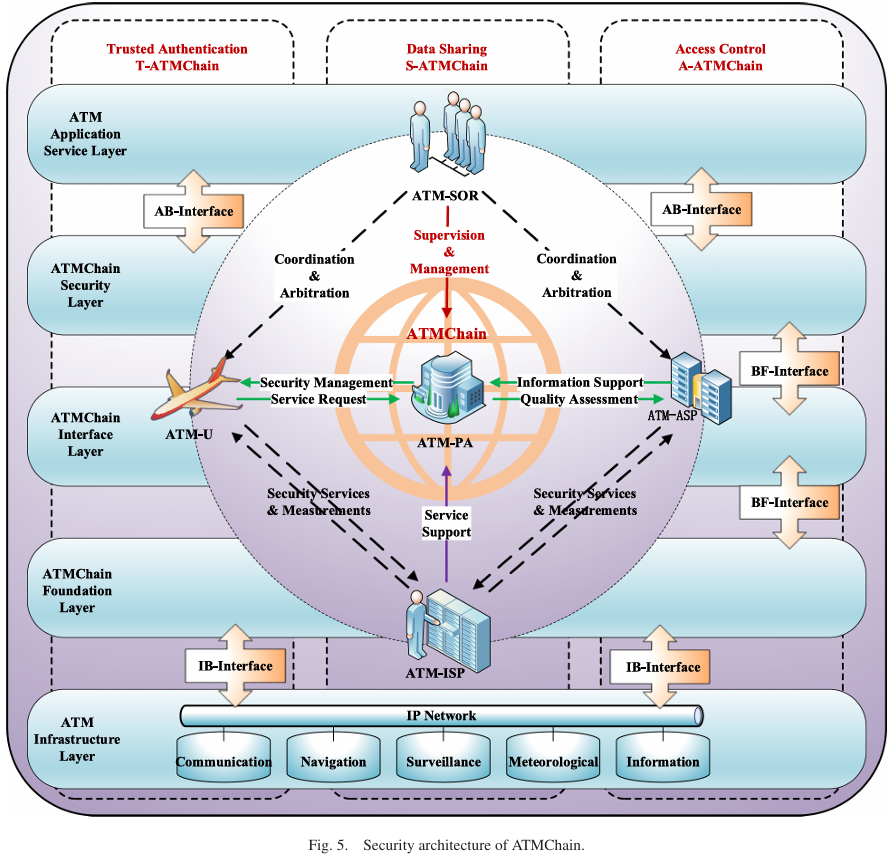 Trusted Authentication
T-ATMChain
Data Sharing
S-ATMChain
Access Control
A-ATMChain
ATM
Application
Service Layer
ATM-SOR
AB-Interface
AB-Interface
Supervision
&
Management
Coordination
&
Arbitration
Coordination
&
Arbitration
ATMChain
Security
Layer
ATMChain
BF-Interface
Security Management
Service Request
Information Support
Quality Assessment
ATM-U
ATM-PA
ATM-ASP
ATMChain
Interface
Layer
Security Services
& Measurements
Service
Support
Security Services
& Measurements
BF-Interface
ATMChain
Foundation
Layer
ATM-ISP
IB-Interface
IB-Interface
ATM
Infrastructure
Layer
IP Network
Communication
Navigation
Surveillance
Meteorological
Information
Fig. 5. Security architecture of ATMChain.